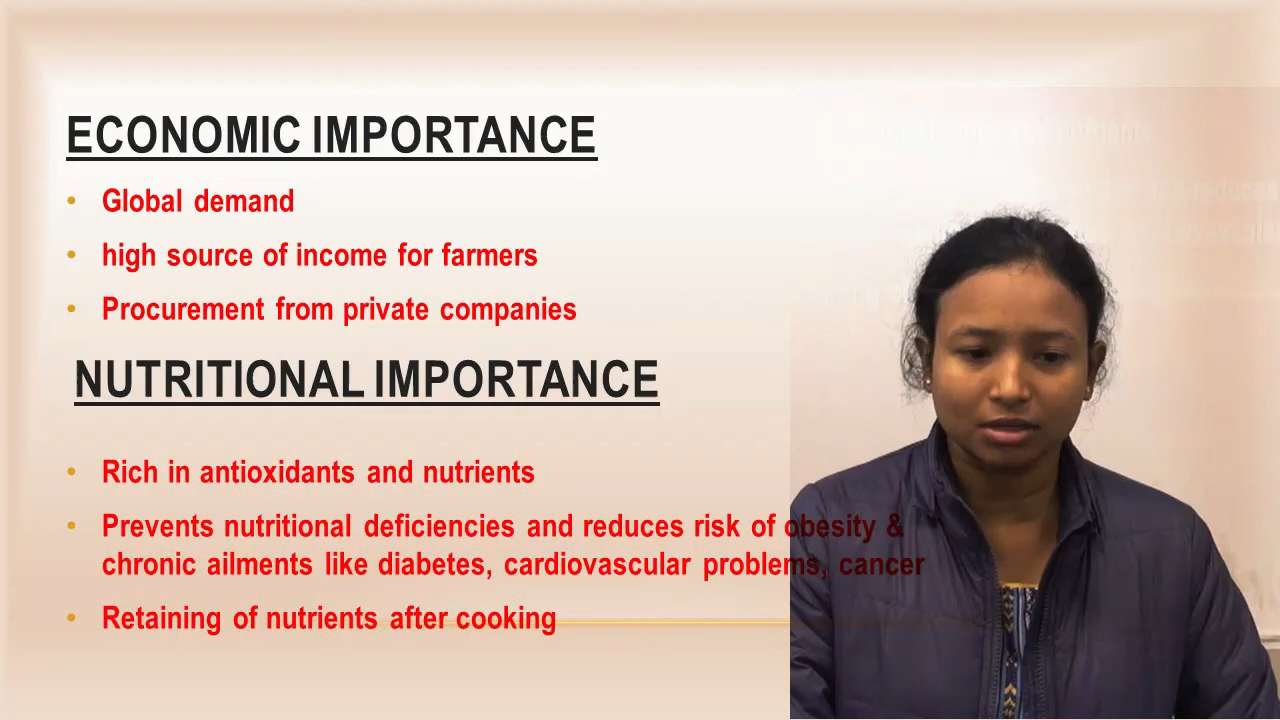 ECONOMIC IMPORTANCE
• Global demand
• high source of income for farmers
• Procurement from private companies
NUTRITIONAL IMPORTANCE
• Rich in antioxidants and nutrients
• Prevents nutritional deficiencies and reduces risk of obesity &
chronic ailments like diabetes, cardiovascular problems, cancer
• Retaining of nutrients after cooking